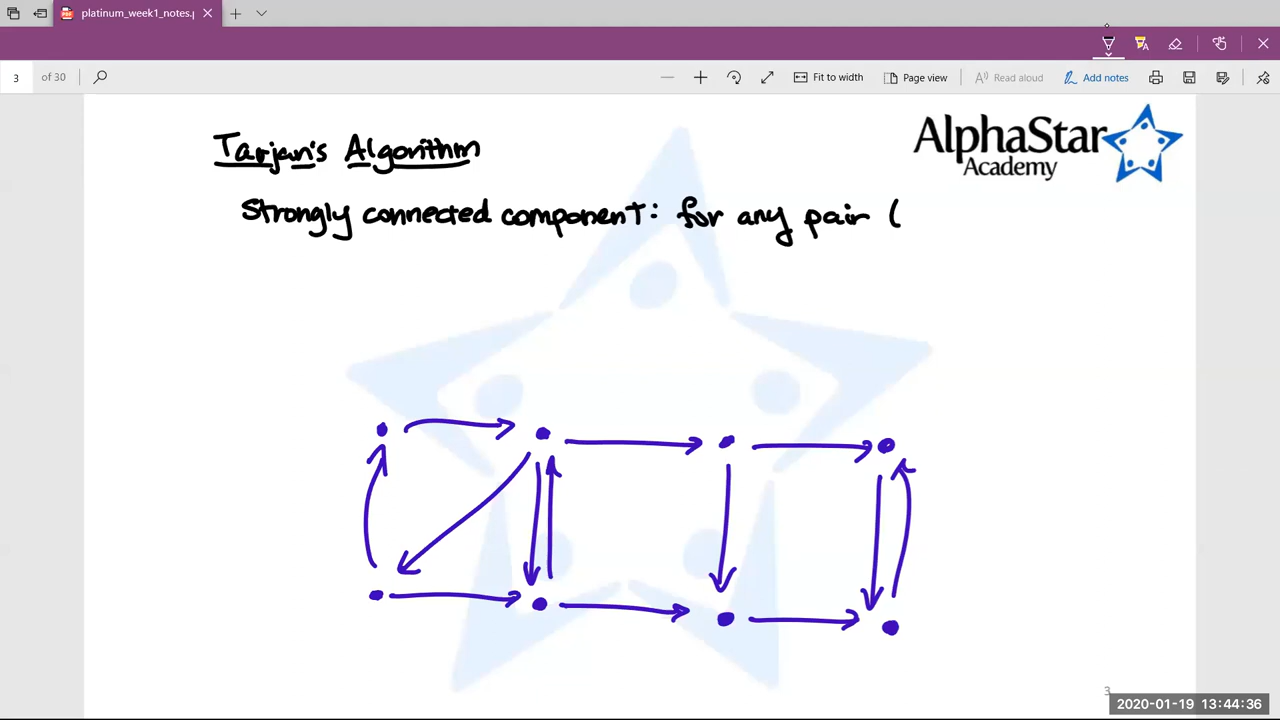 platinum_week1_notes.p
3 of 30
Fit to width
Page view
Read aloud
Add notes
Tarjan's Algorithm
AlphaStar
Academy
Strongly connected component: for any pair (
3
2020-01-19 13:44:36